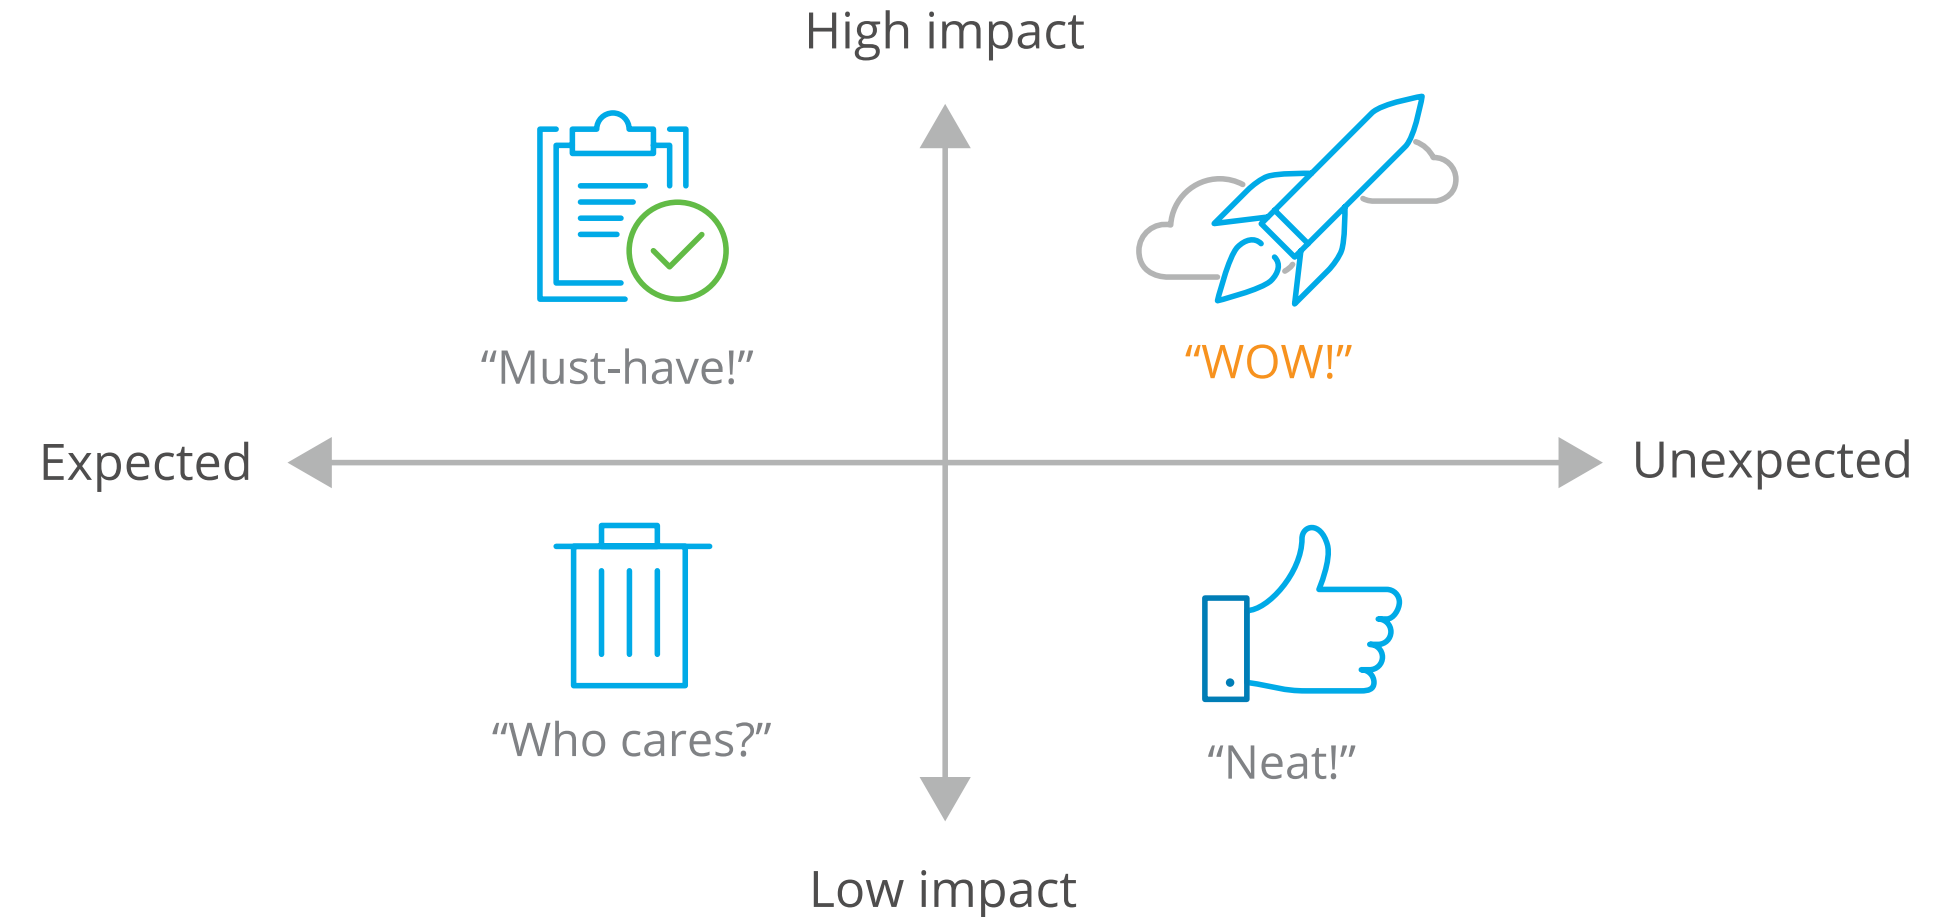 High impact
“Must-have!”
“WOW!”
Expected
Unexpected
“Who cares?”
“Neat!”
Low impact